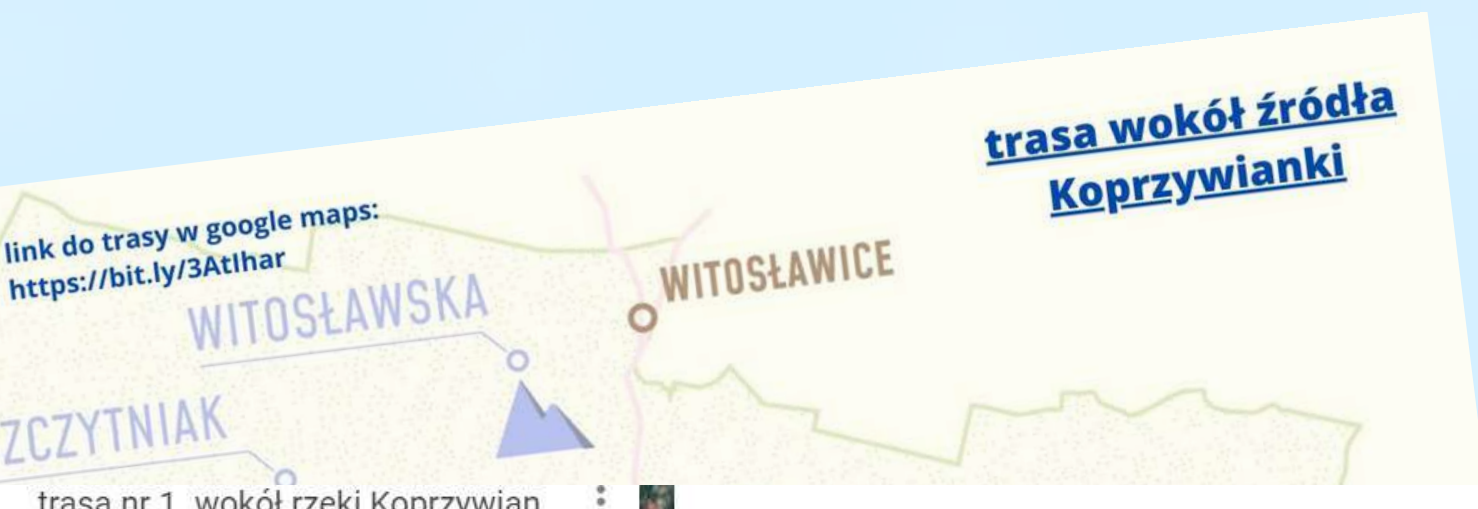 trasa wokół źródła
Koprzywianki
link do trasy w google maps:
https://bit.ly/3AtIhar
WITOSŁAWICE
WITOSŁAWSKA
ZCZYTNIAK
trasa nr 1 wokół rzeki Koprzywian